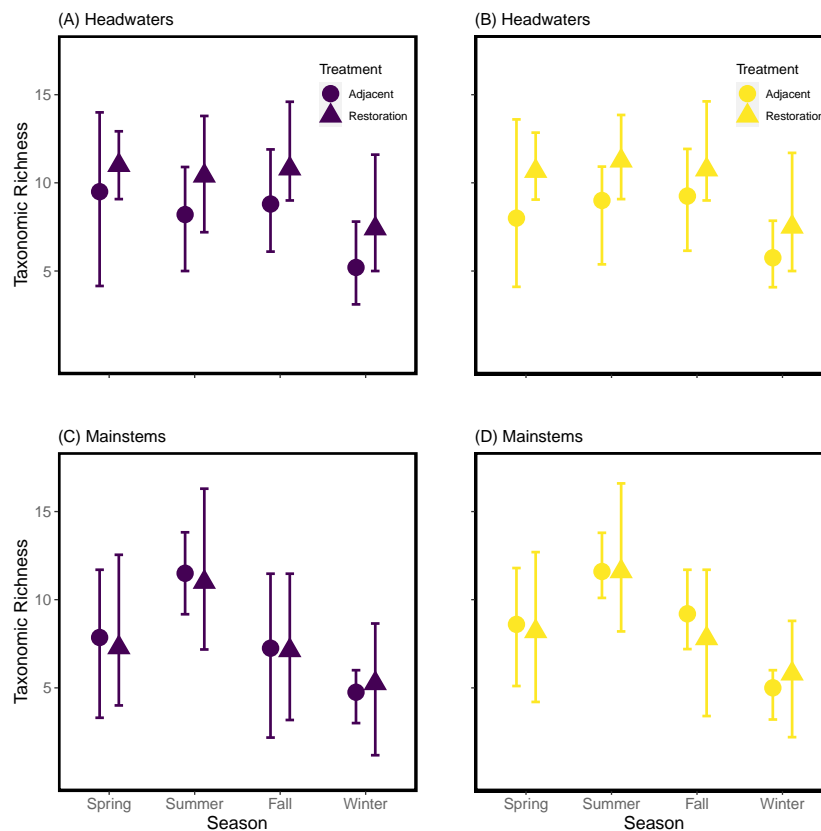 (A) Headwaters
(B) Headwaters
Treatment
Adjacent
Restoration
Treatment
Adjacent
Restoration
Taxonomic Richness
15
10
5
(C) Mainstems
(D) Mainstems
Taxonomic Richness
15
10
5
Spring Summer Fall Winter
Season
Spring Summer Fall Winter
Season